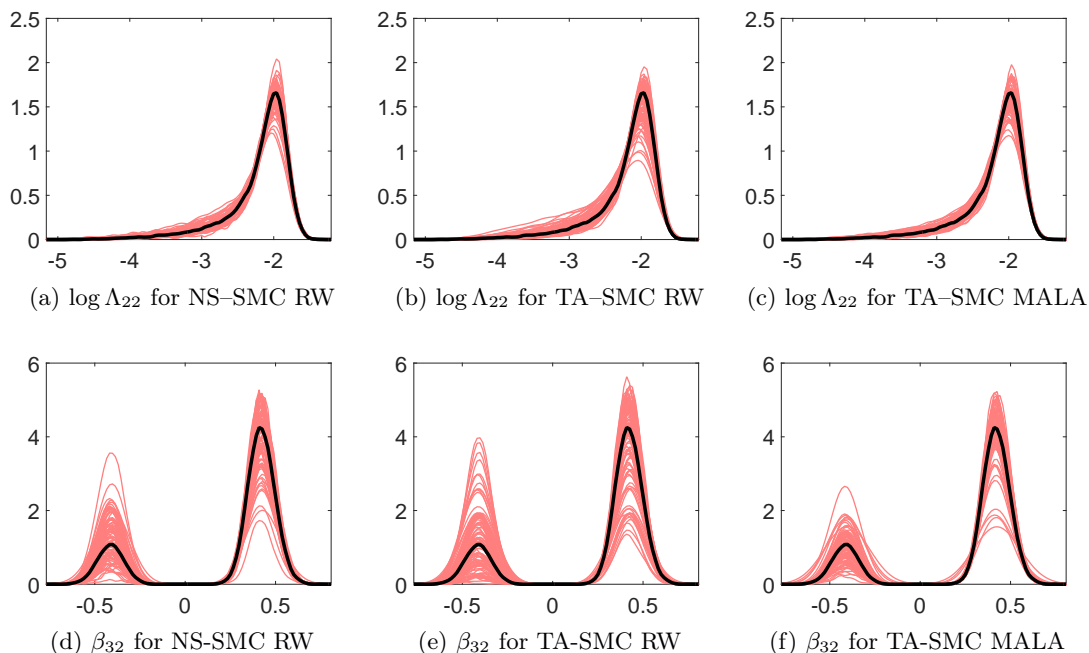 2.5 2.5 2.5
2 2 2
1.5 1.5 1.5
1 1 1
0.5 0.5 0.5
0 0 0
-5 -4 -3 -2 -5 -4 -3 -2 -5 -4 -3 -2
(a) log Λ₂₂ for NS–SMC RW (b) log Λ₂₂ for TA–SMC RW (c) log Λ₂₂ for TA–SMC MALA
6 6 6
4 4 4
2 2 2
0 0 0
-0.5 0 0.5 -0.5 0 0.5 -0.5 0 0.5
(d) β₃₂ for NS-SMC RW (e) β₃₂ for TA-SMC RW (f) β₃₂ for TA-SMC MALA